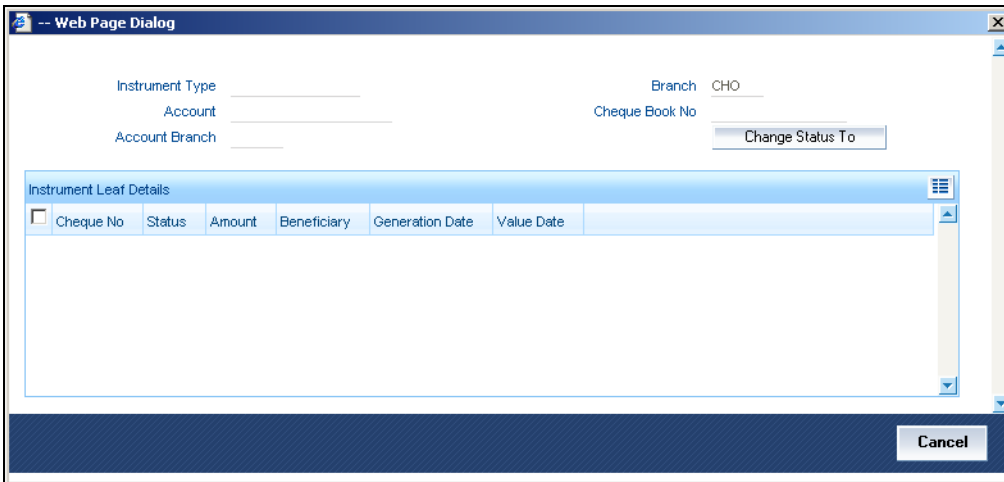 -- Web Page Dialog
Instrument Type
Branch CHO
Account
Cheque Book No
Account Branch
Change Status To
Instrument Leaf Details
Cheque No Status Amount Beneficiary Generation Date Value Date
Cancel